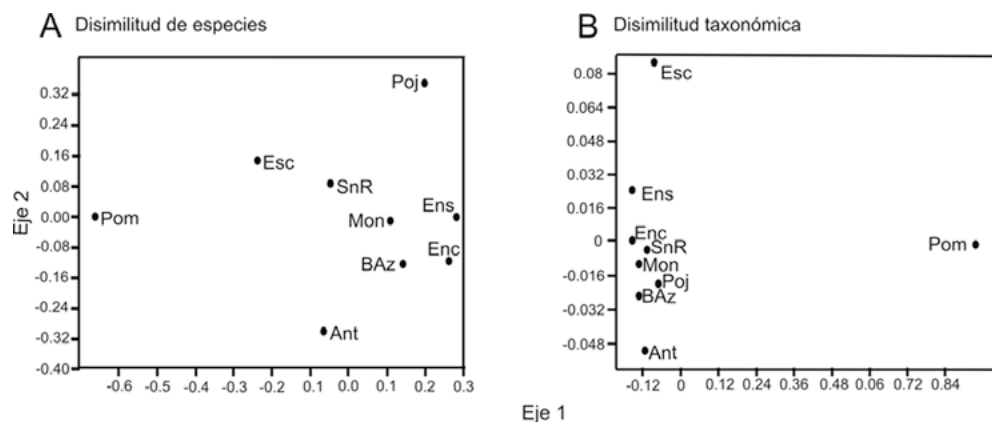 A Disimilitud de especies
Eje 2
0.32
0.24
0.16
0.08
0.00
-0.08
-0.16
-0.24
-0.32
-0.40
Poj
Esc
SnR
Pom
Mon
Ens
Enc
BAz
Ant
-0.6 -0.5 -0.4 -0.3 -0.2 0.1 0.0 0.1 0.2 0.3
B Disimilitud taxonómica
0.08
0.064
0.048
0.032
0.016
0
-0.016
-0.032
-0.048
Esc
Ens
Enc
SnR
Pom
Mon
Poj
BAz
Ant
-0.12 0 0.12 0.24 0.36 0.48 0.06 0.72 0.84
Eje 1